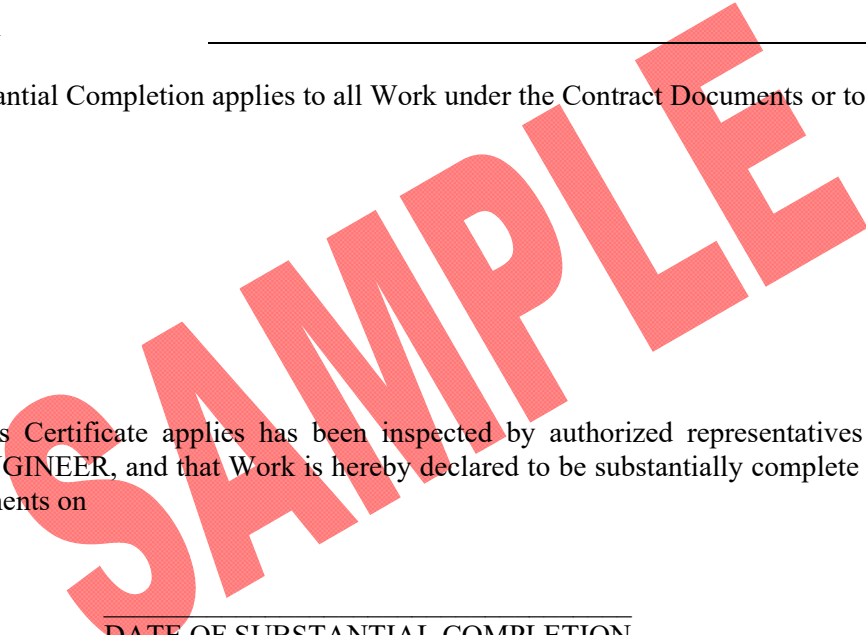 antial Completion applies to all Work under the Contract Documents or to
SAMPLE
s Certificate applies has been inspected by authorized representatives
NGINEER, and that Work is hereby declared to be substantially complete
ents on
DATE OF SUBSTANTIAL COMPLETION